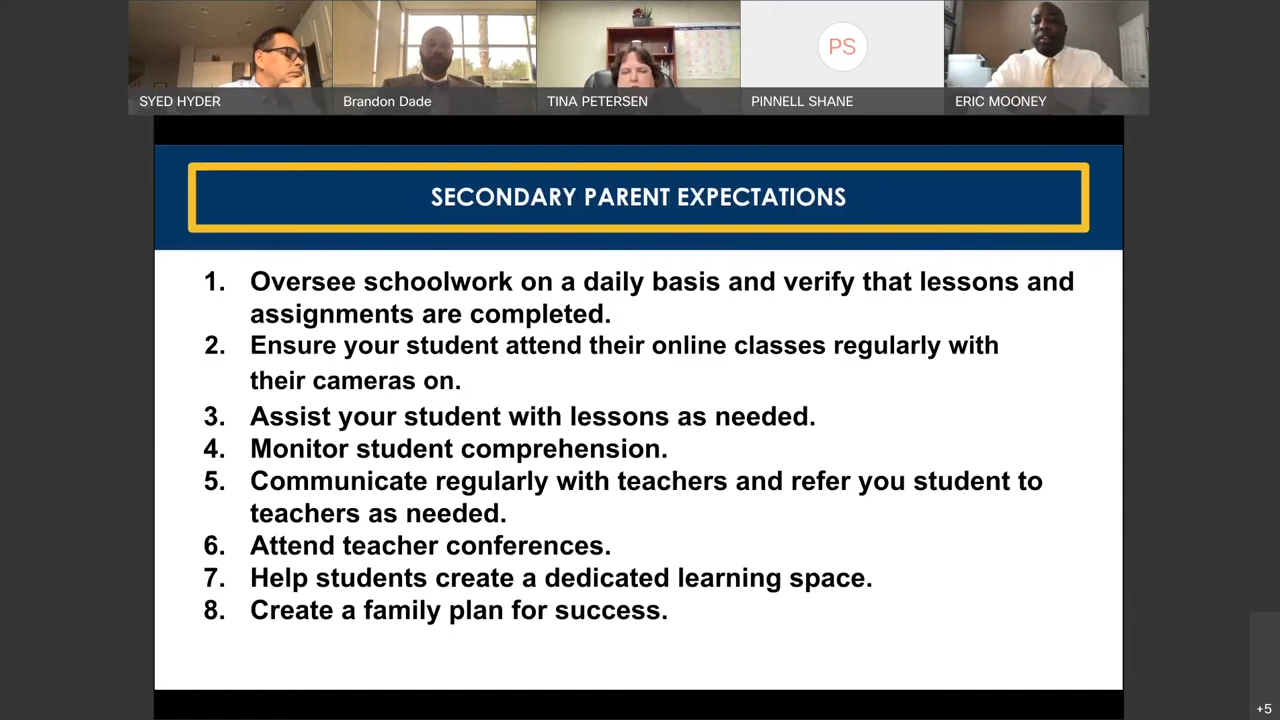 SYED HYDER
Brandon Dade
TINA PETERSEN
PS
PINNELL SHANE
ERIC MOONEY
SECONDARY PARENT EXPECTATIONS
1. Oversee schoolwork on a daily basis and verify that lessons and
assignments are completed.
2. Ensure your student attend their online classes regularly with
their cameras on.
3. Assist your student with lessons as needed.
4. Monitor student comprehension.
5. Communicate regularly with teachers and refer you student to
teachers as needed.
6. Attend teacher conferences.
7. Help students create a dedicated learning space.
8. Create a family plan for success.
+5